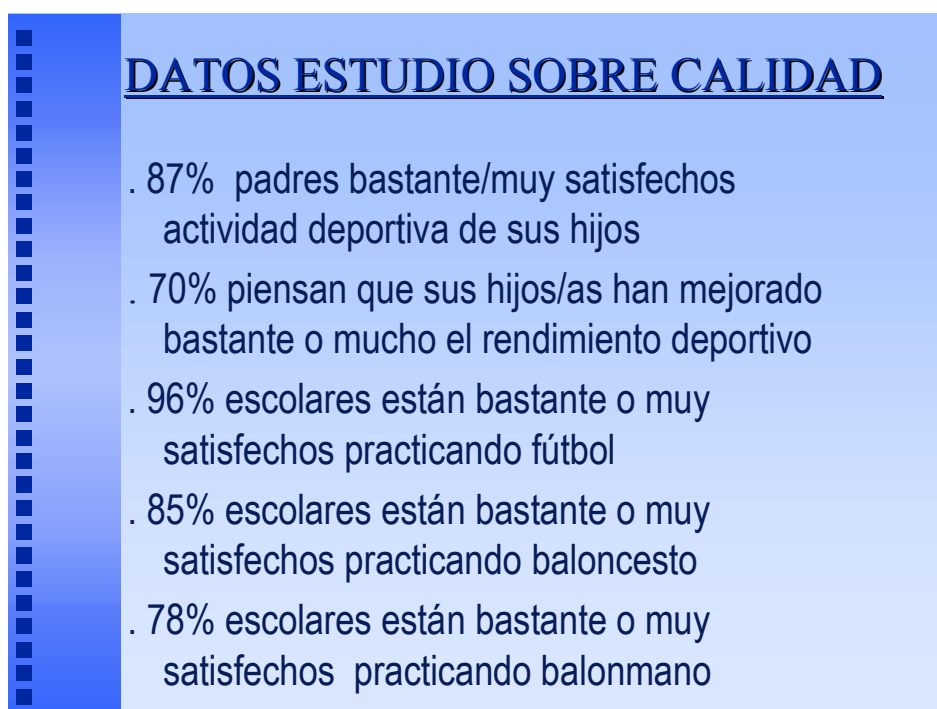 DATOS ESTUDIO SOBRE CALIDAD
. 87%  padres bastante/muy satisfechos
actividad deportiva de sus hijos
. 70% piensan que sus hijos/as han mejorado
bastante o mucho el rendimiento deportivo
. 96% escolares están bastante o muy
satisfechos practicando fútbol
. 85% escolares están bastante o muy
satisfechos practicando baloncesto
. 78% escolares están bastante o muy
satisfechos  practicando balonmano